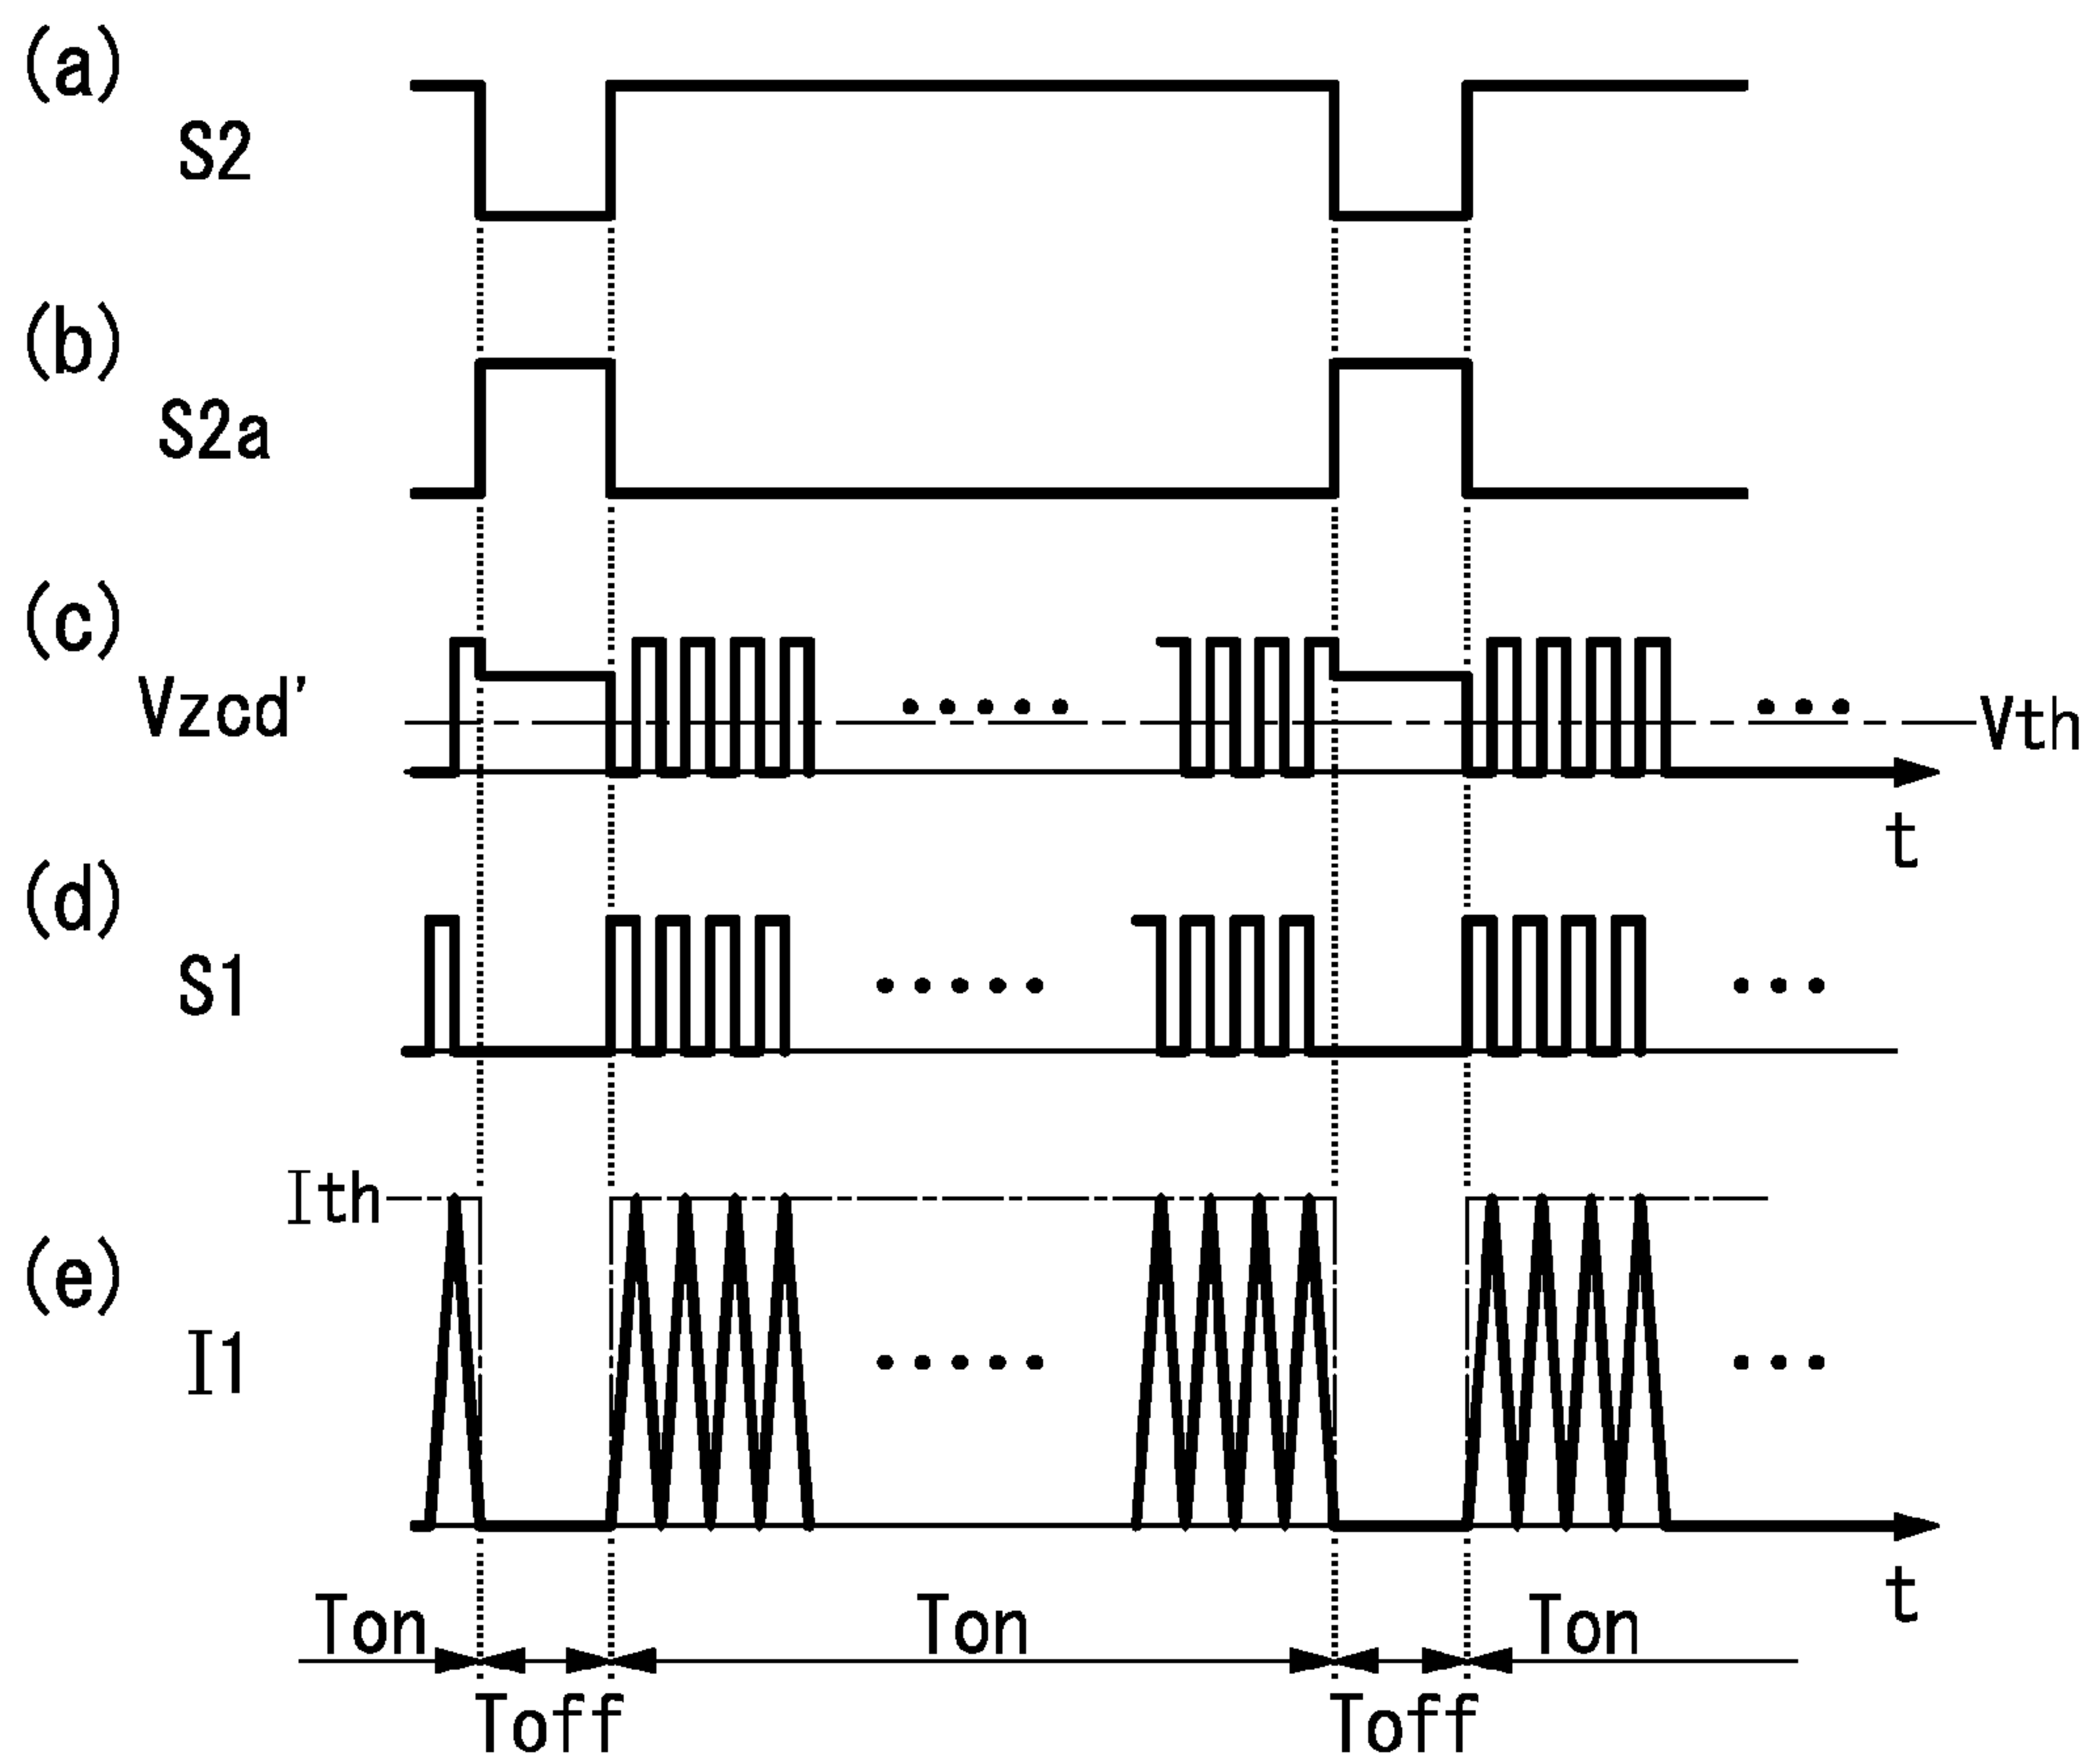 (a)
S2
(b)
S2a
(c)
Vzcd'
Vth
t
(d)
S1
Ith
(e)
I1
t
Ton Ton Ton
Toff Toff